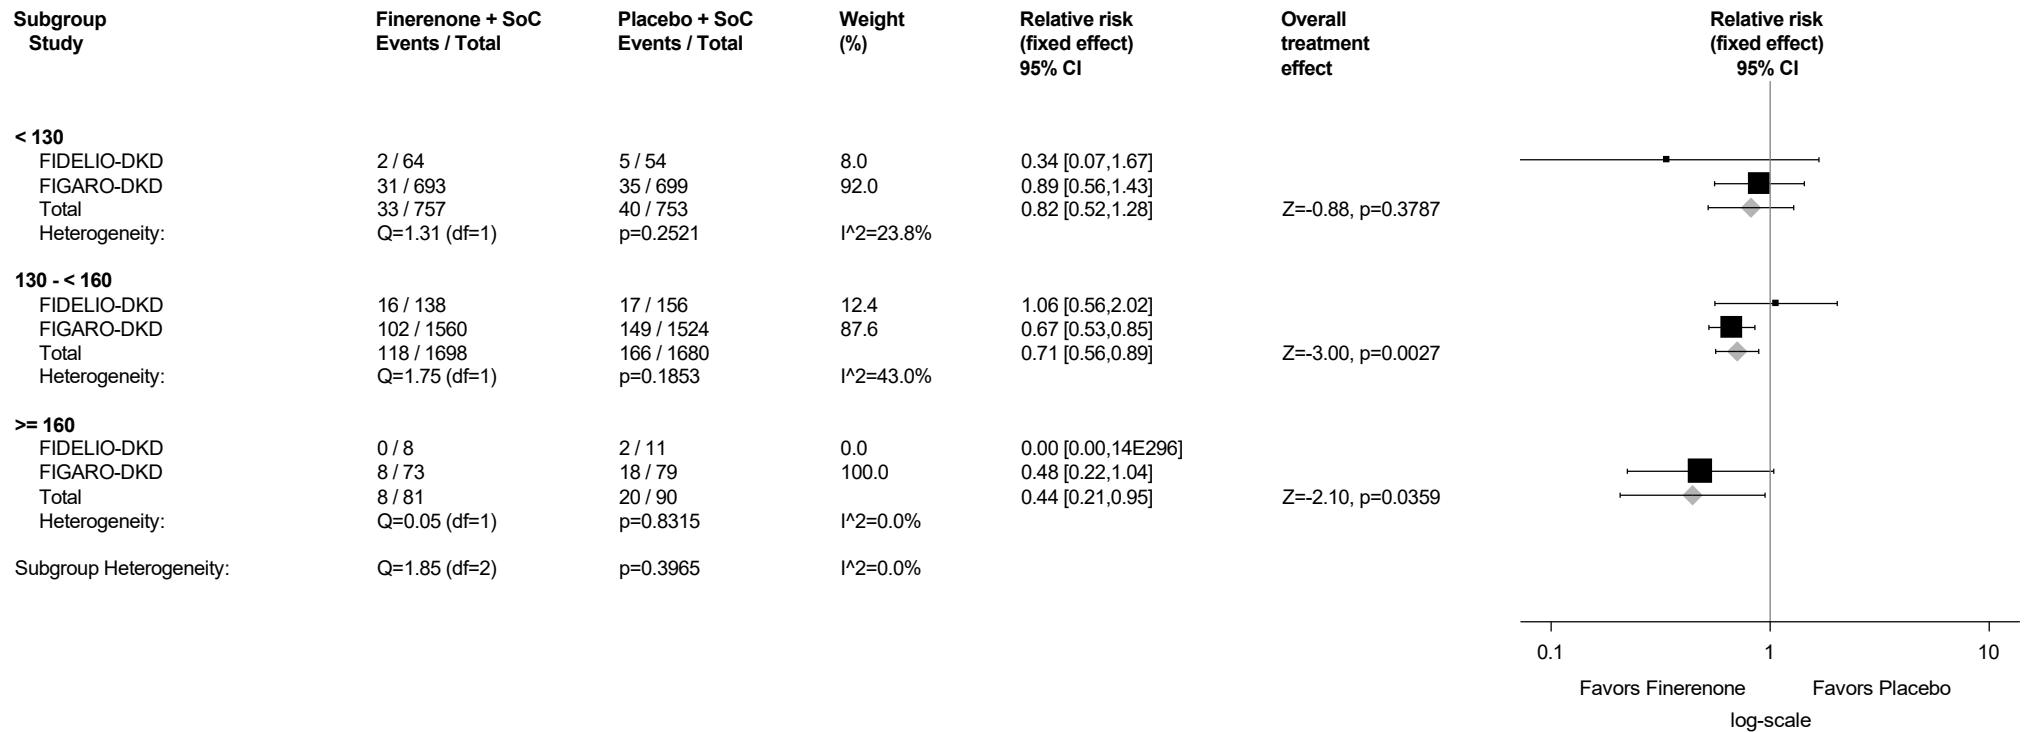 Subgroup Finerenone + SoC Placebo + SoC Weight Relative risk Overall Relative risk
Study Events / Total Events / Total (%) (fixed effect) treatment (fixed effect)
95% CI effect 95% CI
< 130
FIDELIO-DKD 2 / 64 5 / 54 8.0 0.34 [0.07,1.67]
FIGARO-DKD 31 / 693 35 / 699 92.0 0.89 [0.56,1.43]
Total 33 / 757 40 / 753 0.82 [0.52,1.28] Z=-0.88, p=0.3787
Heterogeneity: Q=1.31 (df=1) p=0.2521 I^2=23.8%
130 - < 160
FIDELIO-DKD 16 / 138 17 / 156 12.4 1.06 [0.56,2.02]
FIGARO-DKD 102 / 1560 149 / 1524 87.6 0.67 [0.53,0.85]
Total 118 / 1698 166 / 1680 0.71 [0.56,0.89] Z=-3.00, p=0.0027
Heterogeneity: Q=1.75 (df=1) p=0.1853 I^2=43.0%
>= 160
FIDELIO-DKD 0 / 8 2 / 11 0.0 0.00 [0.00,14E296]
FIGARO-DKD 8 / 73 18 / 79 100.0 0.48 [0.22,1.04]
Total 8 / 81 20 / 90 0.44 [0.21,0.95] Z=-2.10, p=0.0359
Heterogeneity: Q=0.05 (df=1) p=0.8315 I^2=0.0%
Subgroup Heterogeneity: Q=1.85 (df=2) p=0.3965 I^2=0.0%
0.1 1 10
Favors Finerenone Favors Placebo
log-scale